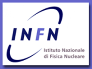 INFN
Istituto Nazionale
di Fisica Nucleare